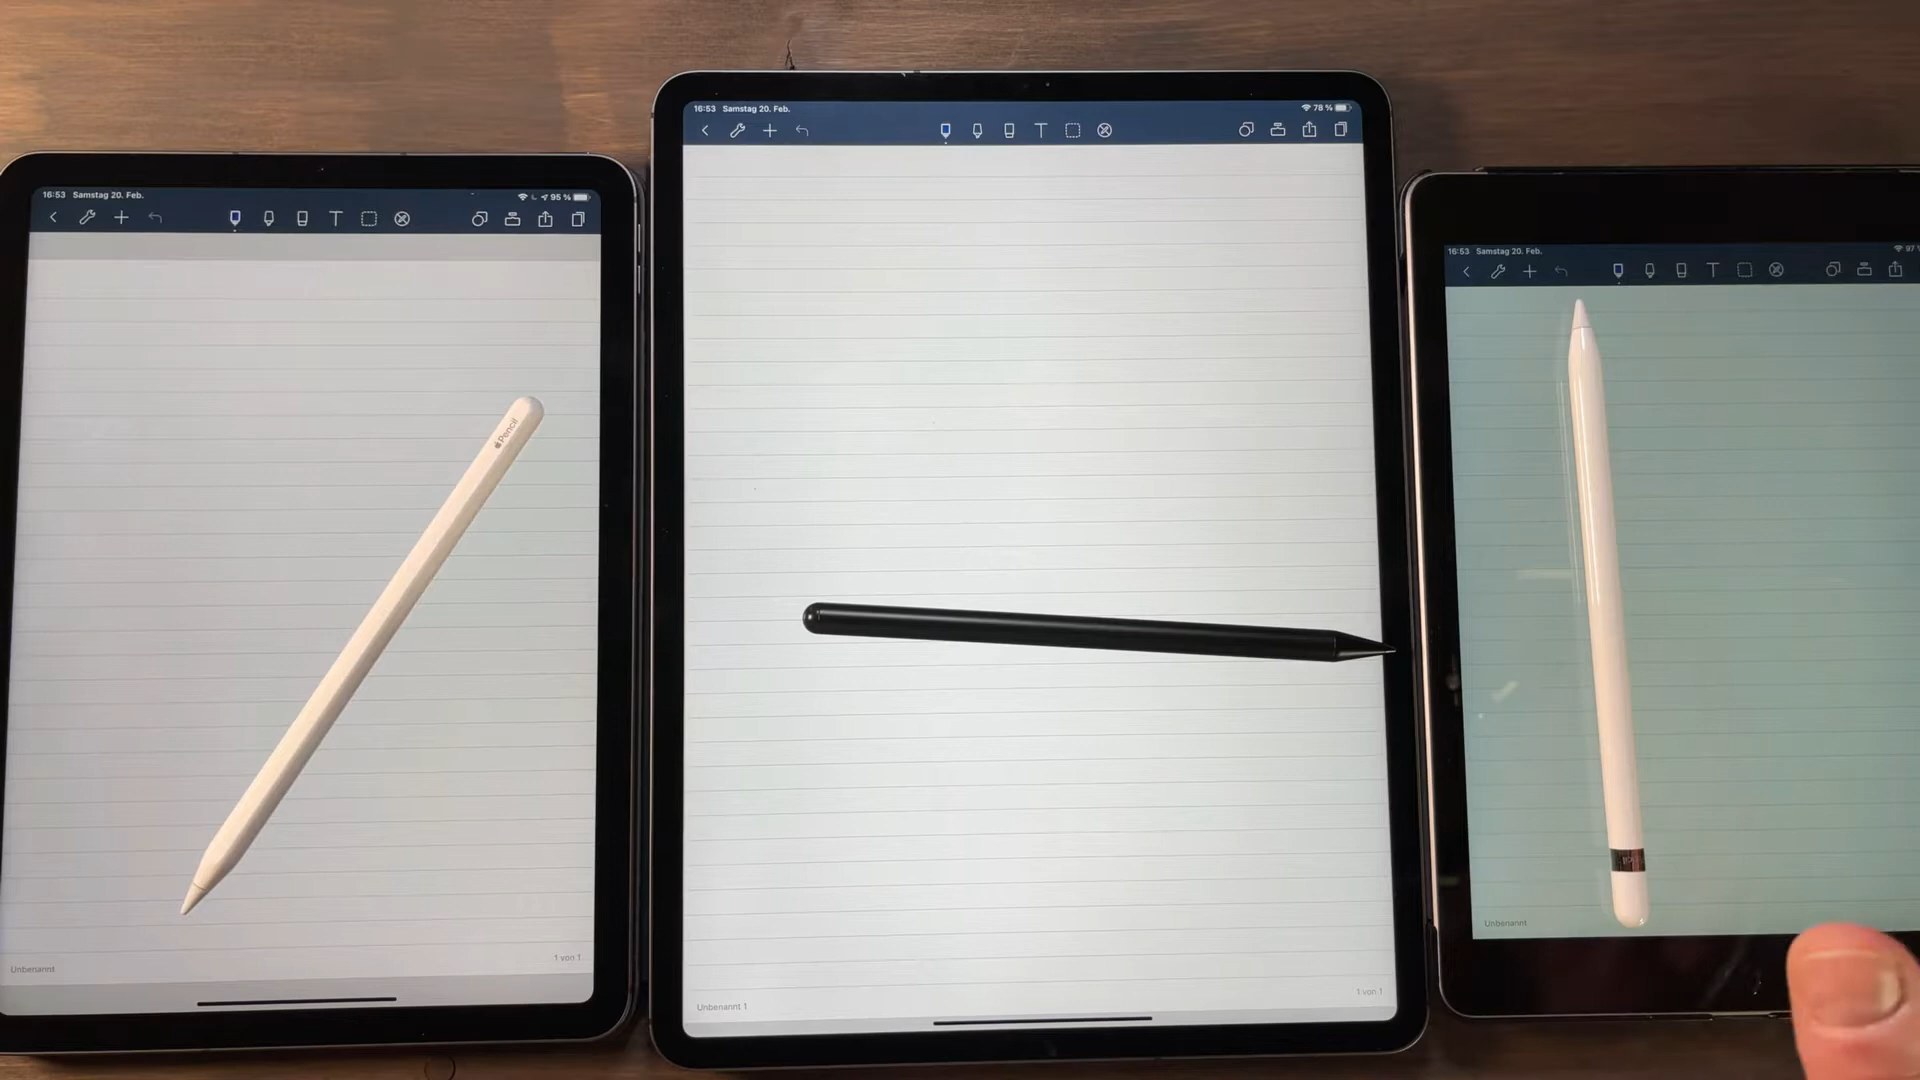 16:53 Samstag 20. Feb. 95 %
Pencil
Unbenannt
1 von 1
16:53 Samstag 20. Feb. 78 %
Unbenannt 1
1 von 1
16:53 Samstag 20. Feb. 97 %
Unbenannt